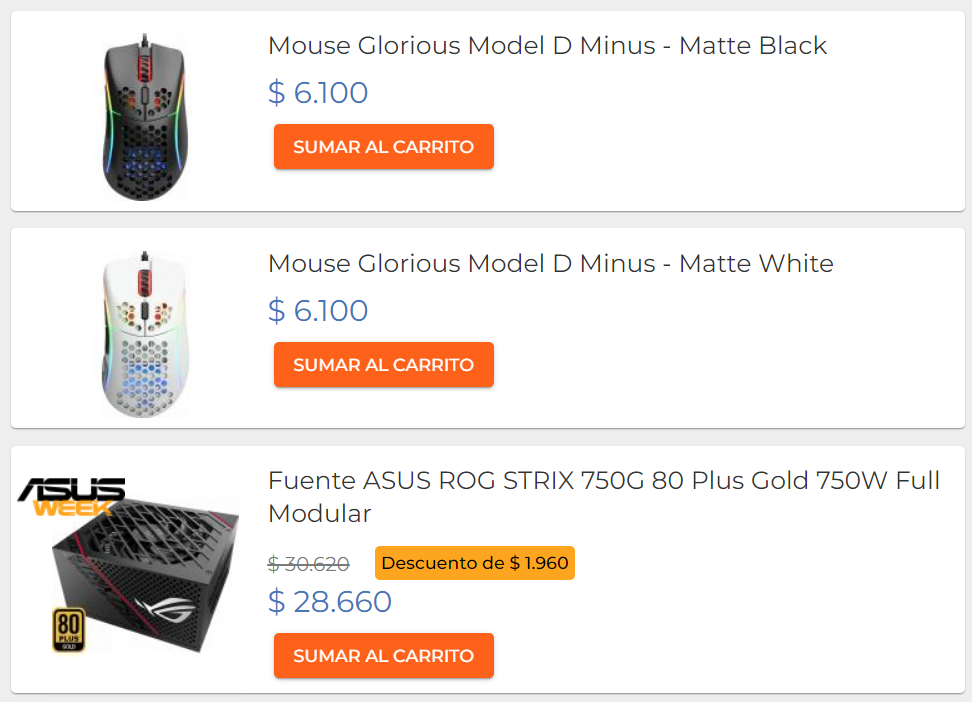 Mouse Glorious Model D Minus - Matte Black
$ 6.100
SUMAR AL CARRITO
Mouse Glorious Model D Minus - Matte White
$ 6.100
SUMAR AL CARRITO
ASUS
WEEK
80
PLUS
GOLD
Fuente ASUS ROG STRIX 750G 80 Plus Gold 750W Full
Modular
$ 30.620 Descuento de $ 1.960
$ 28.660
SUMAR AL CARRITO